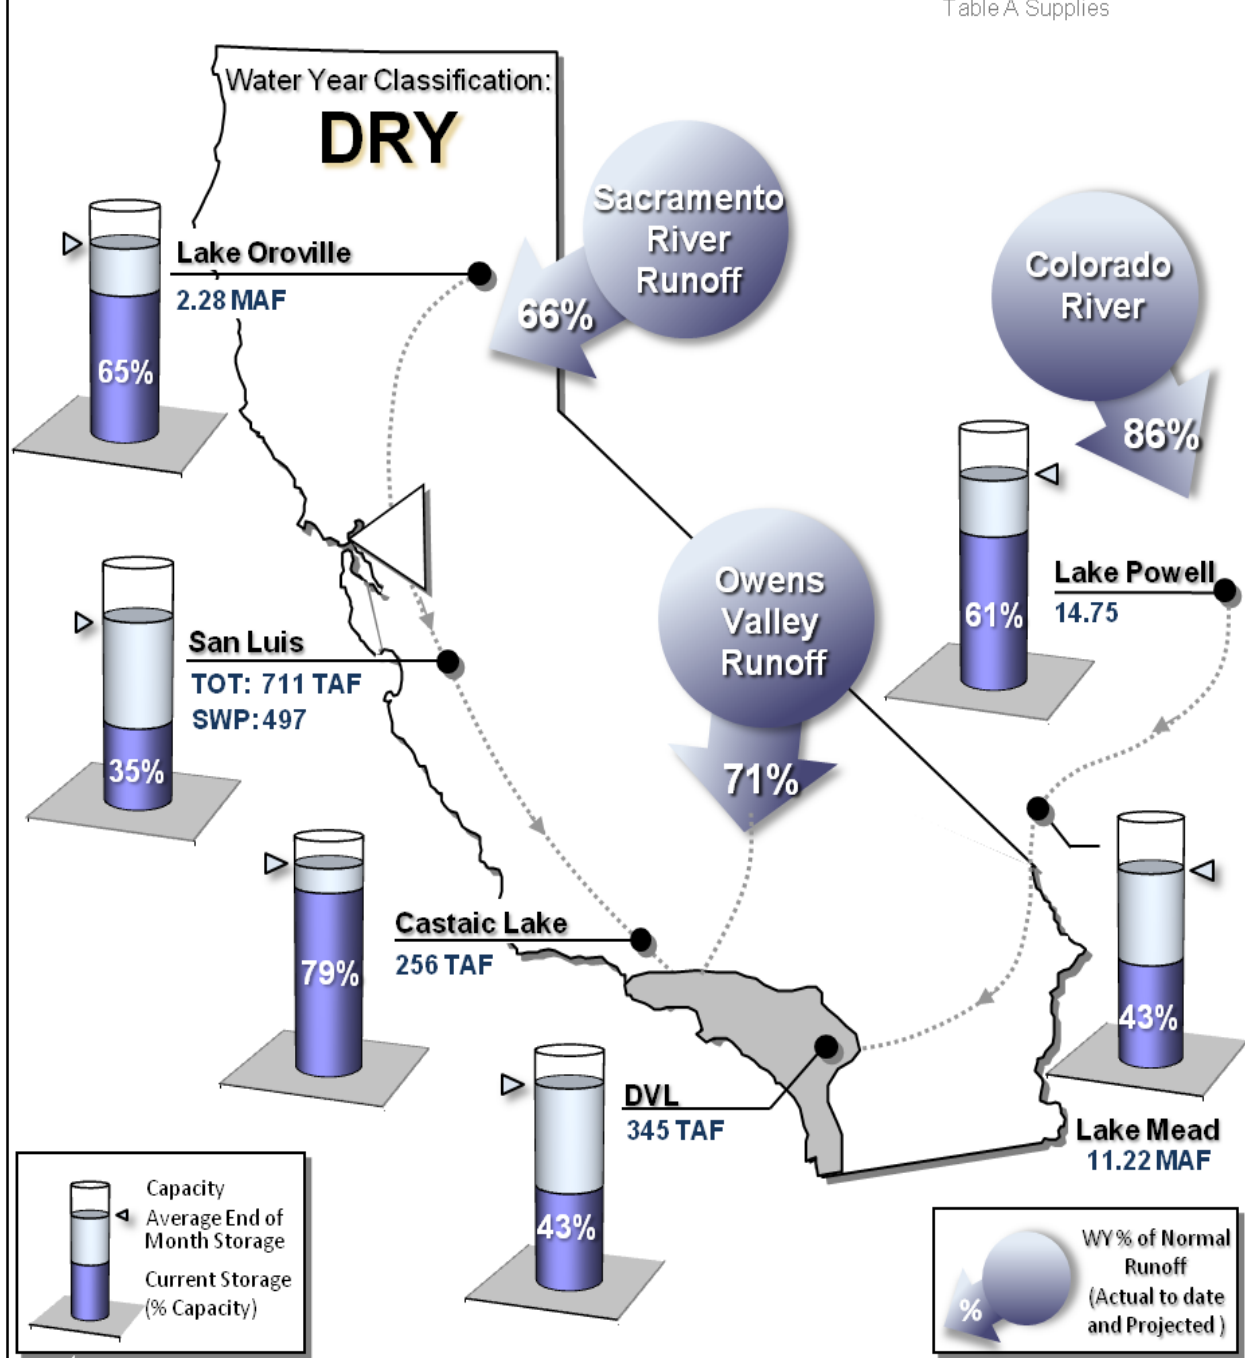 Table A Supplies
Water Year Classification:
DRY
Sacramento
River
Runoff
66%
Colorado
River
86%
Lake Oroville
2.28 MAF
65%
Owens
Valley
Runoff
71%
Lake Powell
14.75
61%
San Luis
TOT: 711 TAF
SWP: 497
35%
Castaic Lake
256 TAF
79%
DVL
345 TAF
43%
43%
Lake Mead
11.22 MAF
Capacity
Average End of
Month Storage
Current Storage
(% Capacity)
WY % of Normal
Runoff
(Actual to date
and Projected )
%